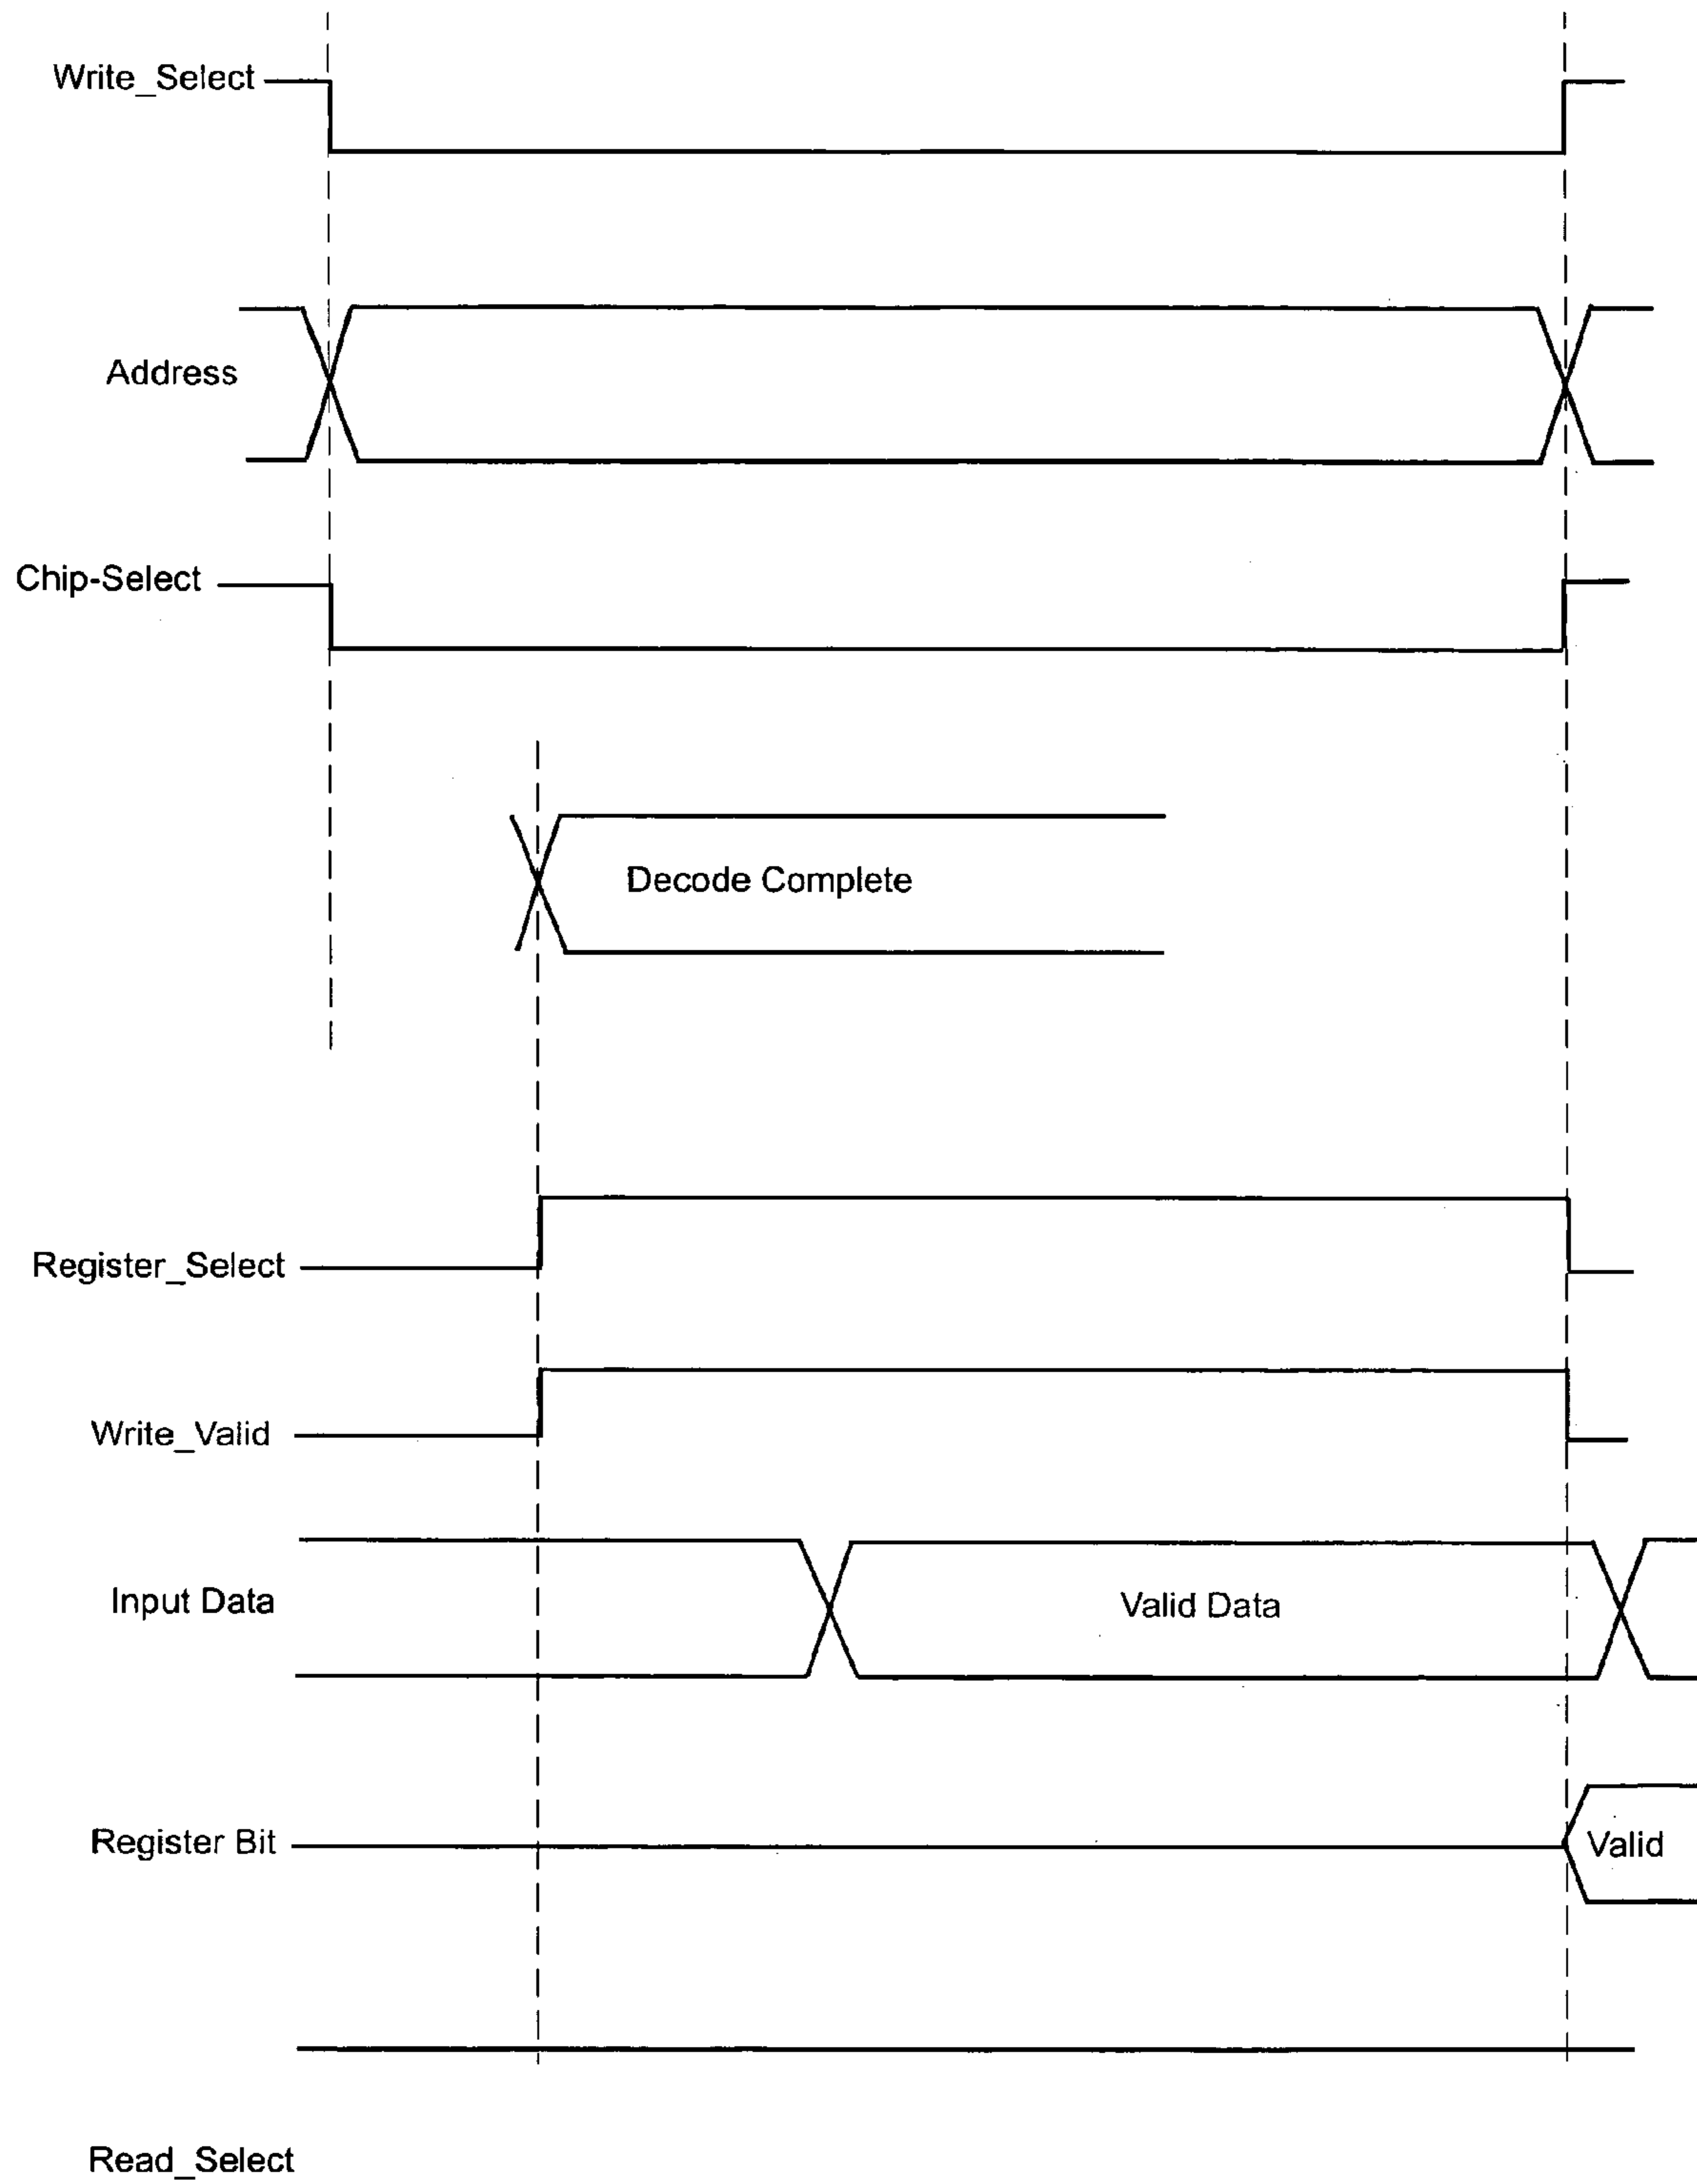 Write_Select
Address
Chip-Select
Decode Complete
Register_Select
Write_Valid
Input Data
Valid Data
Register Bit
Valid
Read_Select